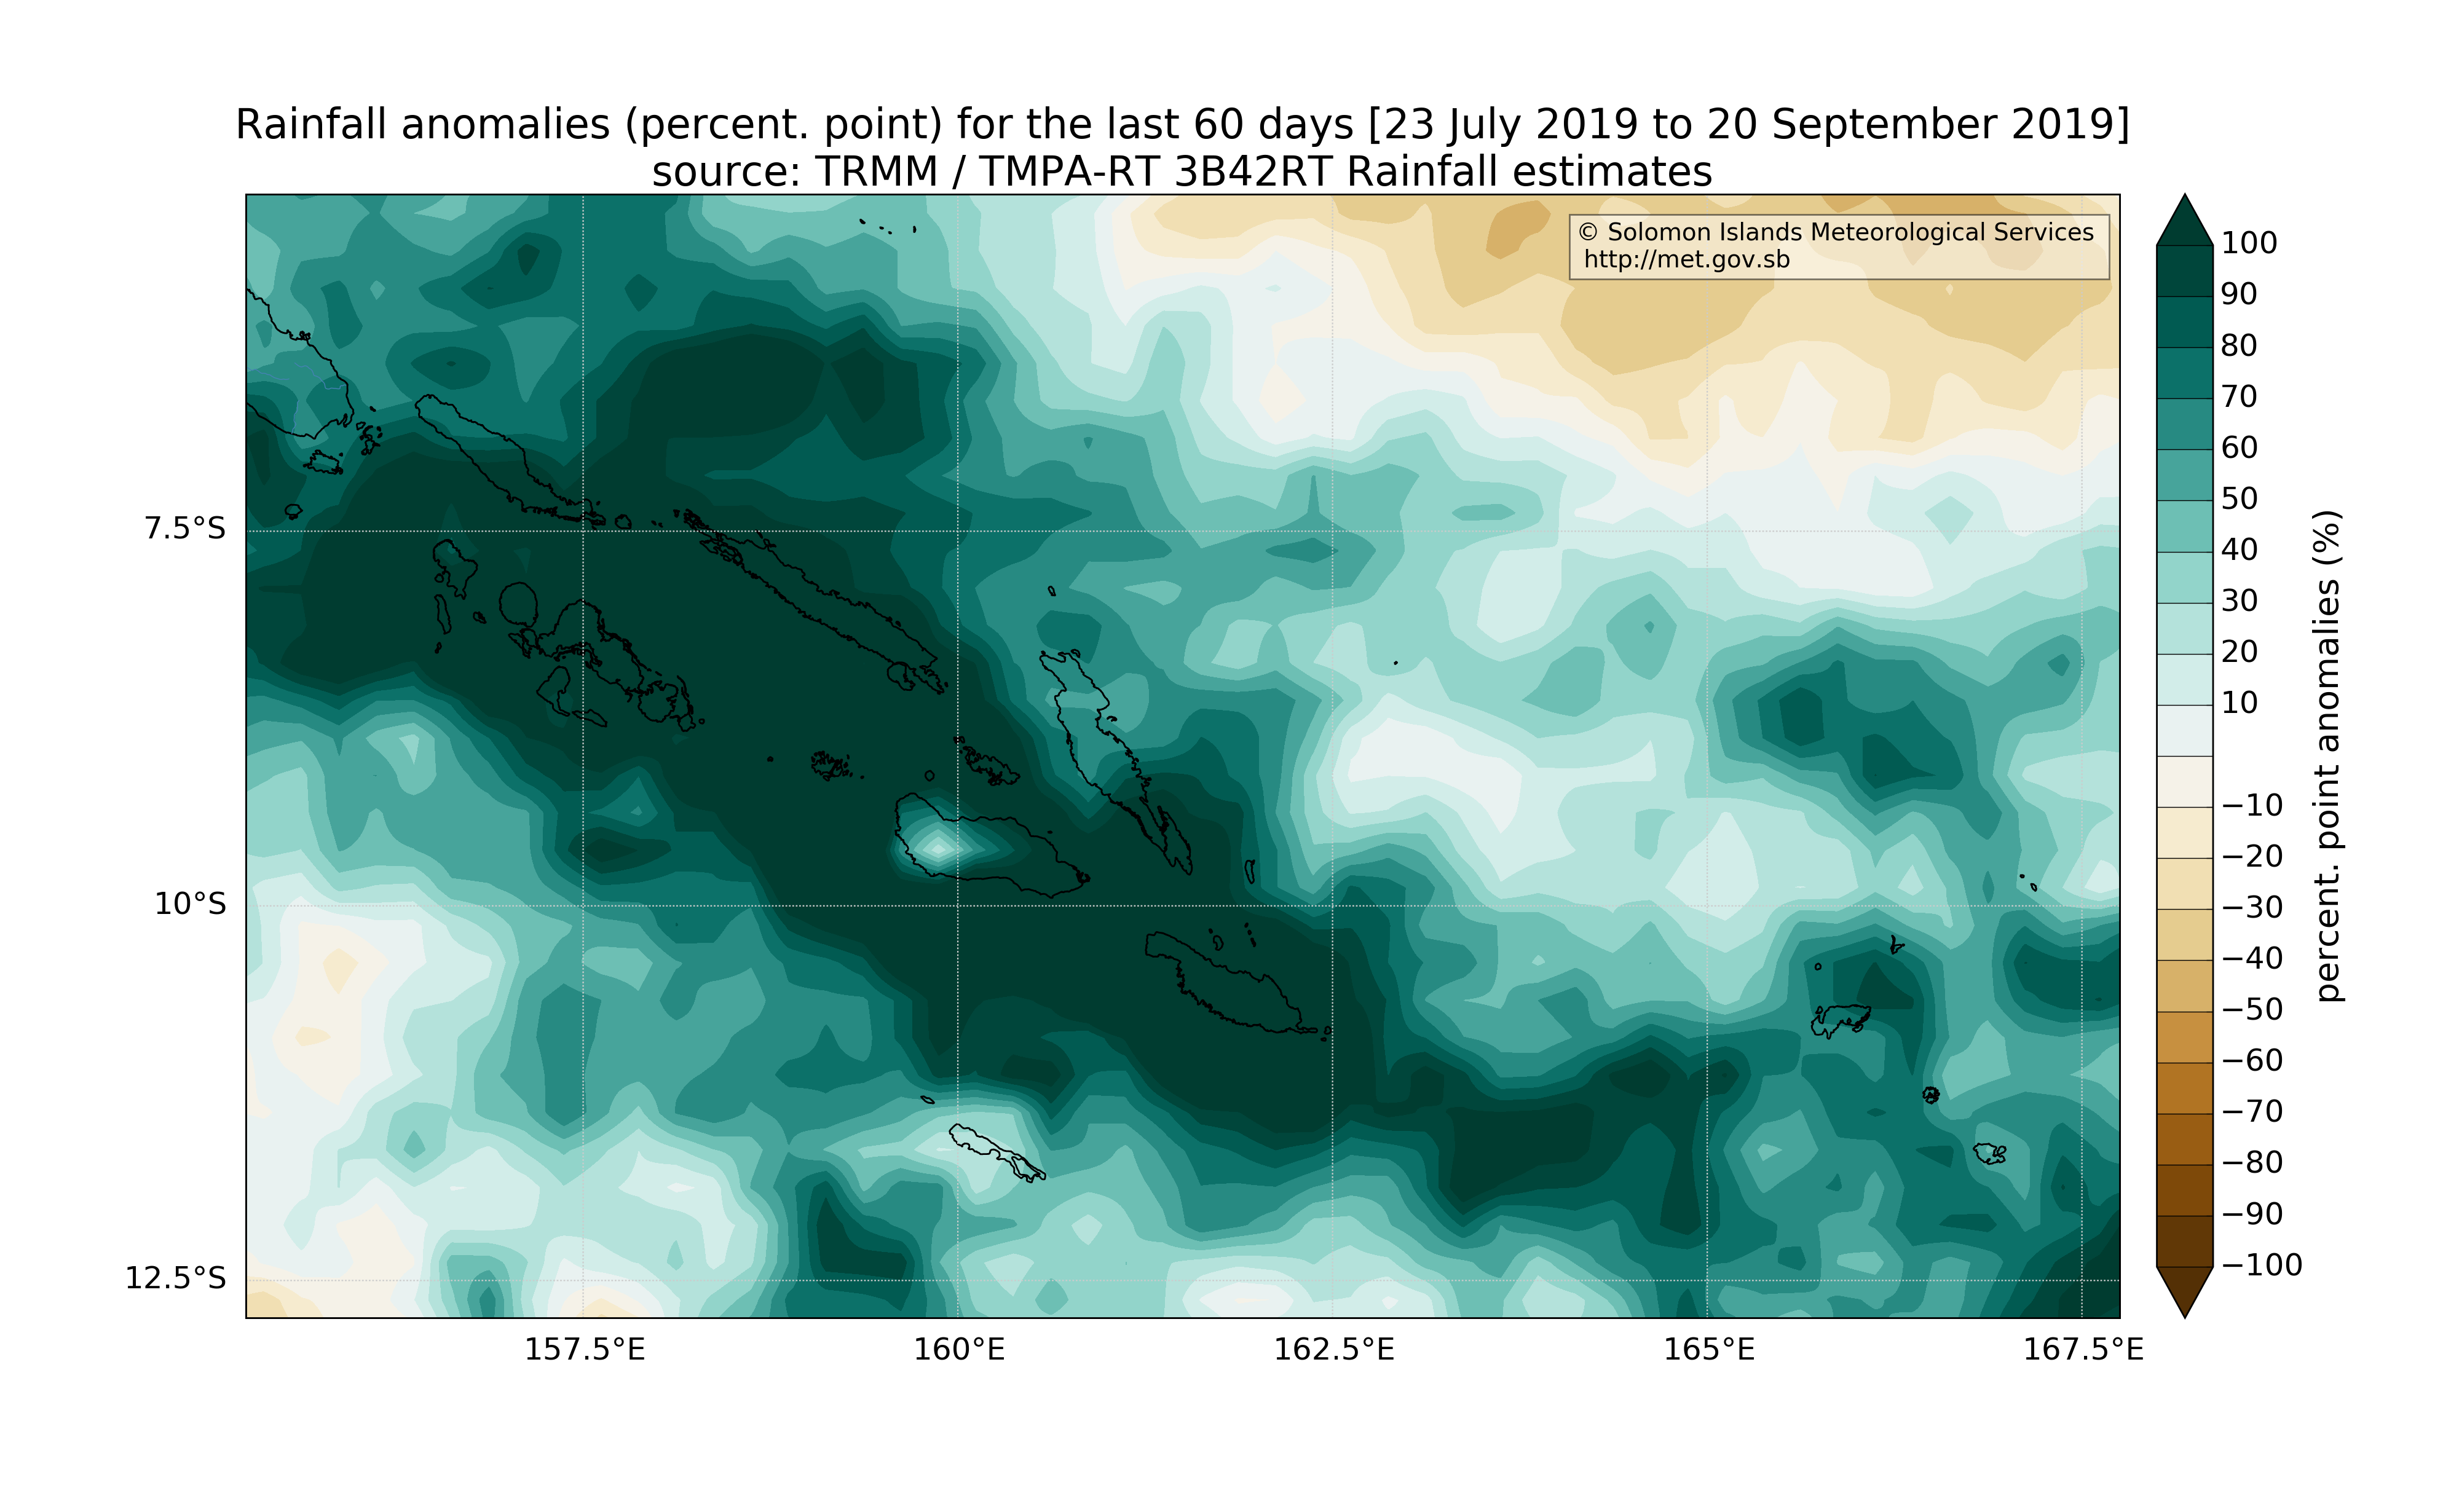 Rainfall anomalies (percent. point) for the last 60 days [23 July 2019 to 20 September 2019]
source: TRMM / TMPA-RT 3B42RT Rainfall estimates
© Solomon Islands Meteorological Services
http://met.gov.sb
7.5°S
10°S
12.5°S
157.5°E
160°E
162.5°E
165°E
167.5°E
100
90
80
70
60
50
40
30
20
10
−10
−20
−30
−40
−50
−60
−70
−80
−90
−100
percent. point anomalies (%)